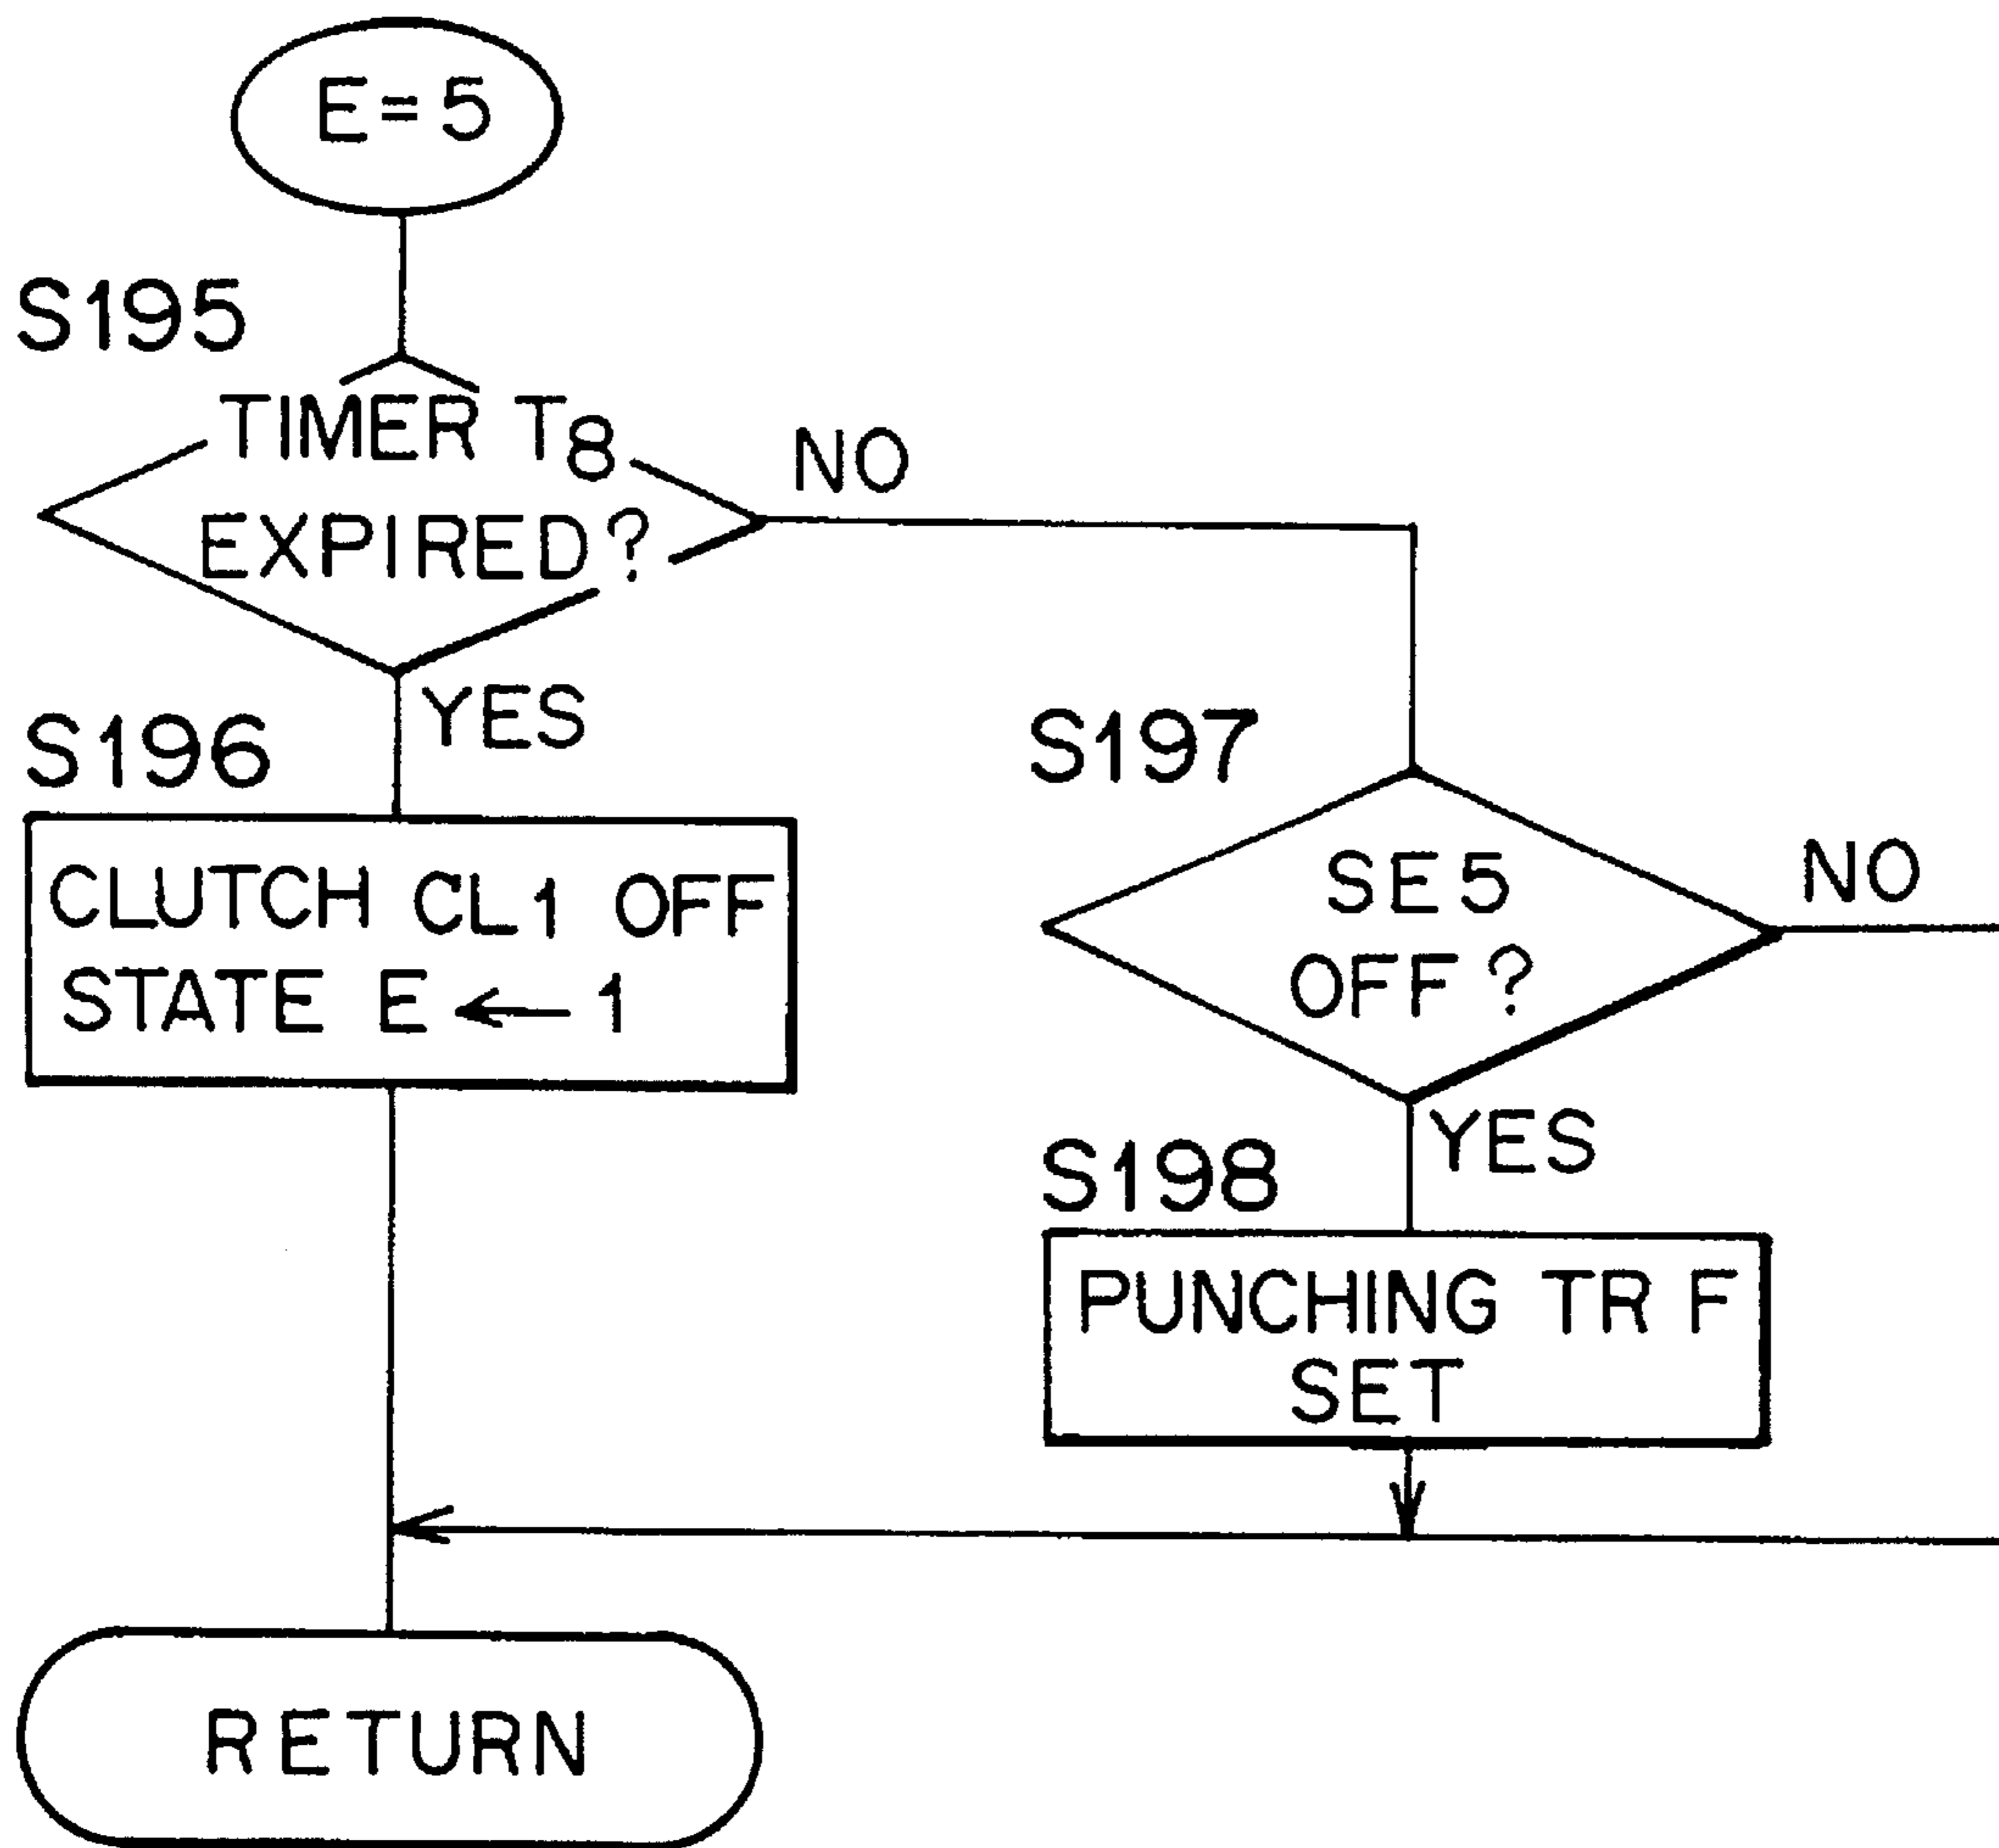 E=5
S195
TIMER T8
EXPIRED?
NO
YES
S196
CLUTCH CL1 OFF
STATE E ← 1
S197
SE5
OFF?
NO
YES
S198
PUNCHING TR F
SET
RETURN